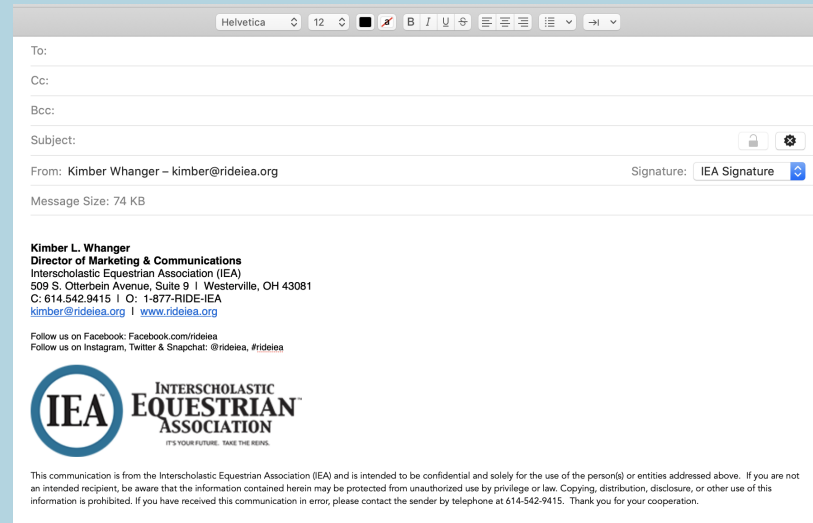 Helvetica 12 a B I U S
To:
Cc:
Bcc:
Subject:
From: Kimber Whanger – kimber@rideiea.org Signature: IEA Signature
Message Size: 74 KB
Kimber L. Whanger
Director of Marketing & Communications
Interscholastic Equestrian Association (IEA)
509 S. Otterbein Avenue, Suite 9 | Westerville, OH 43081
C: 614.542.9415 | O: 1-877-RIDE-IEA
kimber@rideiea.org | www.rideiea.org
Follow us on Facebook: Facebook.com/rideiea
Follow us on Instagram, Twitter & Snapchat: @rideiea, #rideiea
IEA™
INTERSCHOLASTIC
EQUESTRIAN™
ASSOCIATION
IT'S YOUR FUTURE. TAKE THE REINS.
This communication is from the Interscholastic Equestrian Association (IEA) and is intended to be confidential and solely for the use of the person(s) or entities addressed above. If you are not
an intended recipient, be aware that the information contained herein may be protected from unauthorized use by privilege or law. Copying, distribution, disclosure, or other use of this
information is prohibited. If you have received this communication in error, please contact the sender by telephone at 614-542-9415. Thank you for your cooperation.